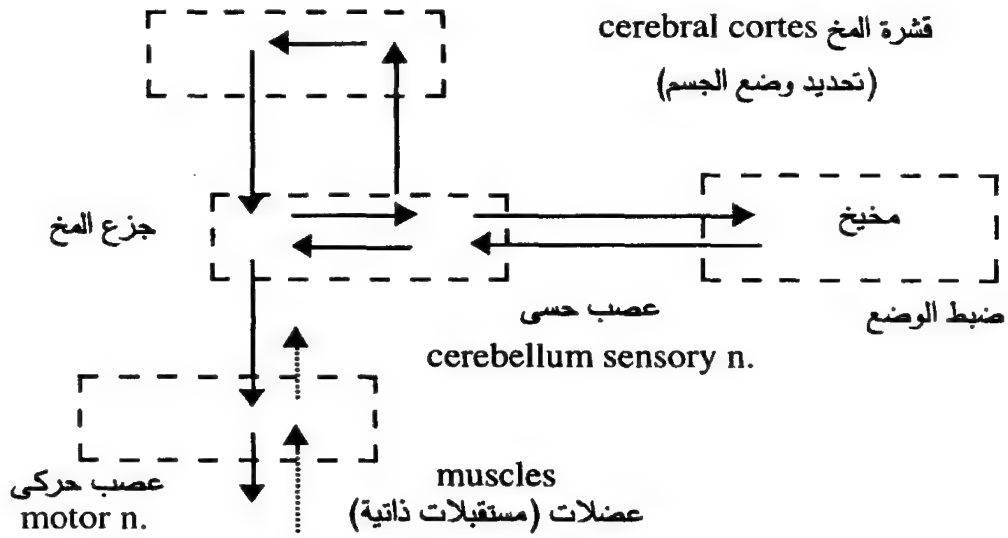 قشرة المخ cerebral cortes
(تحديد وضع الجسم)
جزع المخ
مخيخ
عصب حسى
ضبط الوضع
cerebellum sensory n.
عصب حركى
motor n.
muscles
عضلات (مستقبلات ذاتية)